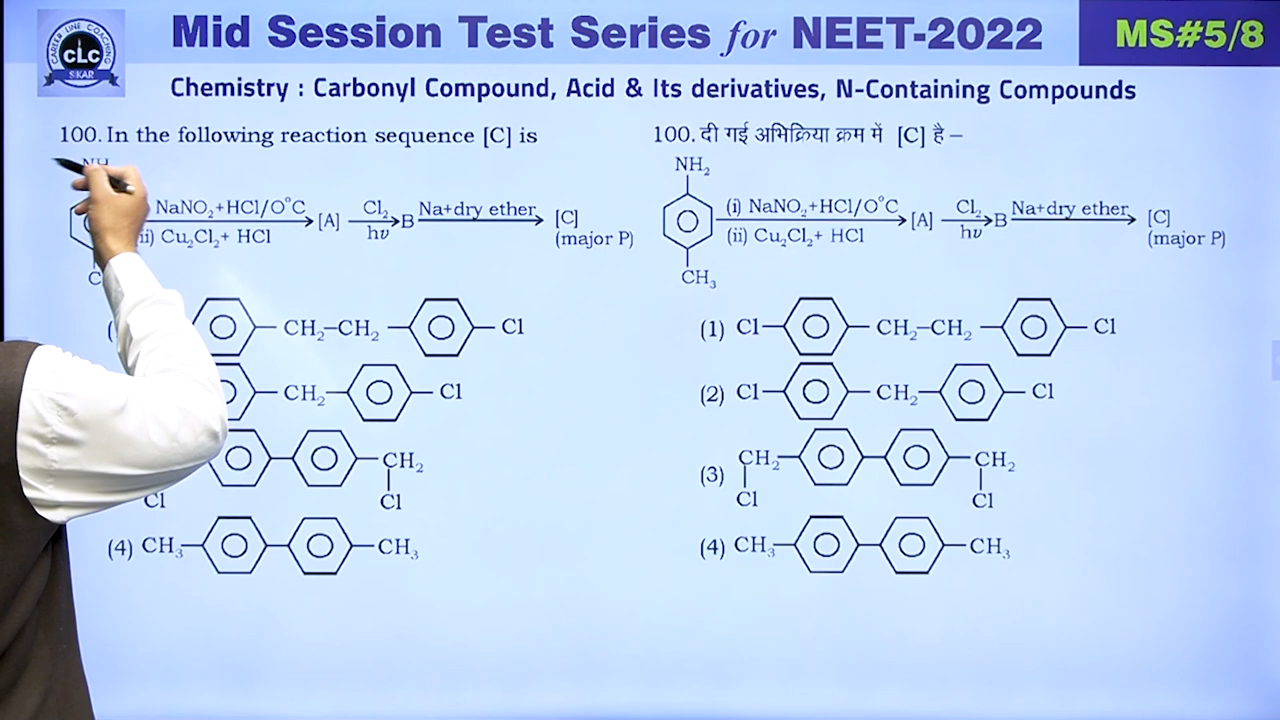 CAREER LINE COACHING
CLC
SIKAR
Mid Session Test Series for NEET-2022
MS#5/8
Chemistry : Carbonyl Compound, Acid & Its derivatives, N-Containing Compounds
100. In the following reaction sequence [C] is
NH
NaNO₂+HCl/0°C
ii) Cu₂Cl₂+ HCl
[A]
Cl₂
hν
B
Na+dry ether
[C]
(major P)
C
(
CH₂–CH₂
Cl
CH₂
Cl
CH₂
Cl
Cl
(4) CH₃
CH₃
100. दी गई अभिक्रिया क्रम में [C] है –
NH₂
(i) NaNO₂+HCl/0°C
(ii) Cu₂Cl₂+ HCl
[A]
Cl₂
hν
B
Na+dry ether
[C]
(major P)
CH₃
(1) Cl
CH₂–CH₂
Cl
(2) Cl
CH₂
Cl
(3)
CH₂
Cl
CH₂
Cl
(4) CH₃
CH₃